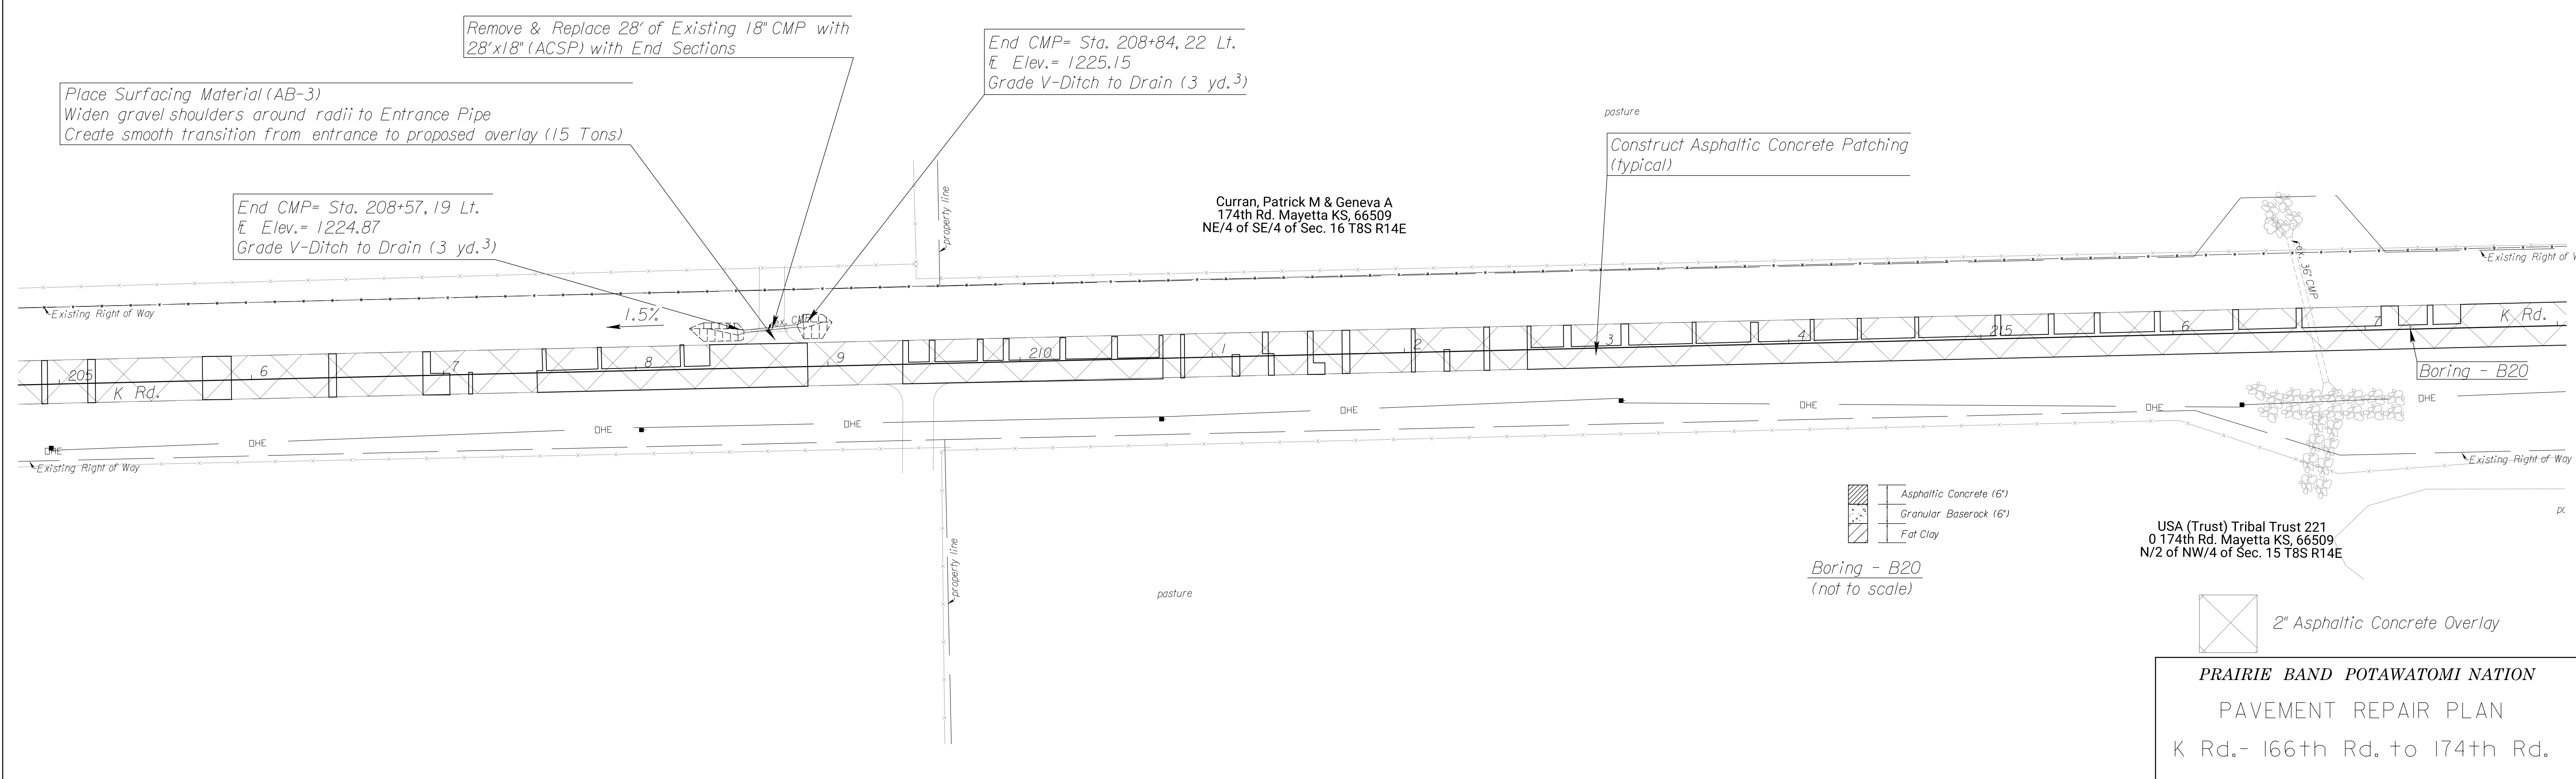 Remove & Replace 28' of Existing 18" CMP with
28'x18" (ACSP) with End Sections
End CMP= Sta. 208+84, 22 Lt.
℄ Elev.= 1225.15
Grade V-Ditch to Drain (3 yd.³)
Place Surfacing Material (AB-3)
Widen gravel shoulders around radii to Entrance Pipe
Create smooth transition from entrance to proposed overlay (15 Tons)
pasture
Construct Asphaltic Concrete Patching
(typical)
End CMP= Sta. 208+57, 19 Lt.
℄ Elev.= 1224.87
Grade V-Ditch to Drain (3 yd.³)
property line
Curran, Patrick M & Geneva A
174th Rd. Mayetta KS, 66509
NE/4 of SE/4 of Sec. 16 T8S R14E
Existing Right of Way
1.5%
ex. CMP
ex. 36" CMP
Existing Right of W
205
6
7
8
9
210
1
2
3
4
215
6
7
K Rd.
K Rd.
Boring - B20
OHE
OHE
OHE
OHE
OHE
OHE
OHE
OHE
Existing Right of Way
Existing Right of Way
property line
Asphaltic Concrete (6")
Granular Baserock (6")
Fat Clay
Boring - B20
(not to scale)
pasture
USA (Trust) Tribal Trust 221
0 174th Rd. Mayetta KS, 66509
N/2 of NW/4 of Sec. 15 T8S R14E
2" Asphaltic Concrete Overlay
PRAIRIE BAND POTAWATOMI NATION
PAVEMENT REPAIR PLAN
K Rd.- 166th Rd. to 174th Rd.